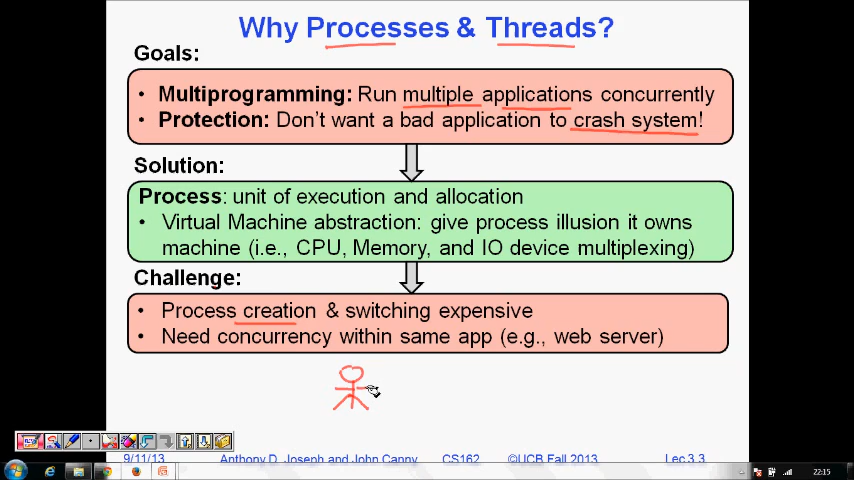 Why Processes & Threads?
Goals:
• Multiprogramming: Run multiple applications concurrently
• Protection: Don't want a bad application to crash system!
Solution:
Process: unit of execution and allocation
• Virtual Machine abstraction: give process illusion it owns
machine (i.e., CPU, Memory, and IO device multiplexing)
Challenge:
• Process creation & switching expensive
• Need concurrency within same app (e.g., web server)
9/11/13 Anthony D. Joseph and John Canny CS162 ©UCB Fall 2013 Lec 3.3
22:15